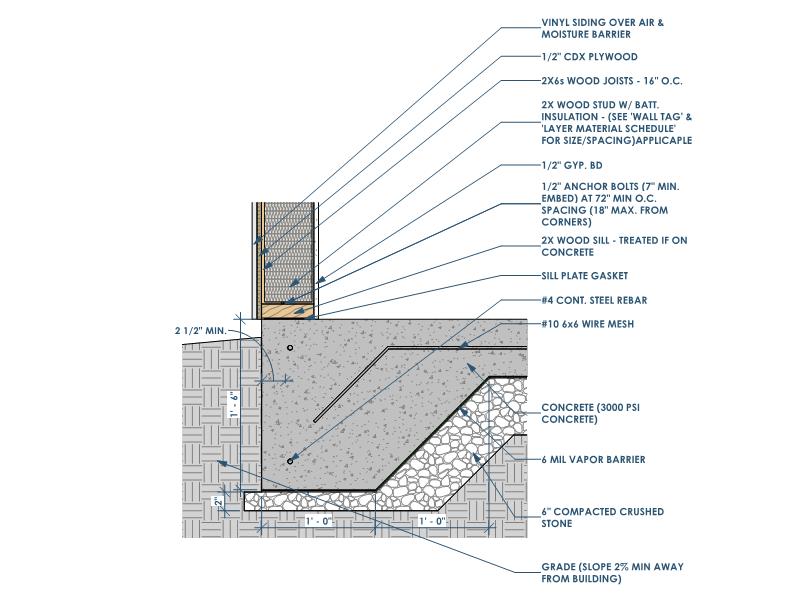 VINYL SIDING OVER AIR &
MOISTURE BARRIER
1/2" CDX PLYWOOD
2X6s WOOD JOISTS - 16" O.C.
2X WOOD STUD W/ BATT.
INSULATION - (SEE 'WALL TAG' &
'LAYER MATERIAL SCHEDULE'
FOR SIZE/SPACING)APPLICAPLE
1/2" GYP. BD
1/2" ANCHOR BOLTS (7" MIN.
EMBED) AT 72" MIN O.C.
SPACING (18" MAX. FROM
CORNERS)
2X WOOD SILL - TREATED IF ON
CONCRETE
SILL PLATE GASKET
#4 CONT. STEEL REBAR
#10 6x6 WIRE MESH
2 1/2" MIN.
1' - 6"
CONCRETE (3000 PSI
CONCRETE)
6 MIL VAPOR BARRIER
2"
6" COMPACTED CRUSHED
STONE
1' - 0"
1' - 0"
GRADE (SLOPE 2% MIN AWAY
FROM BUILDING)